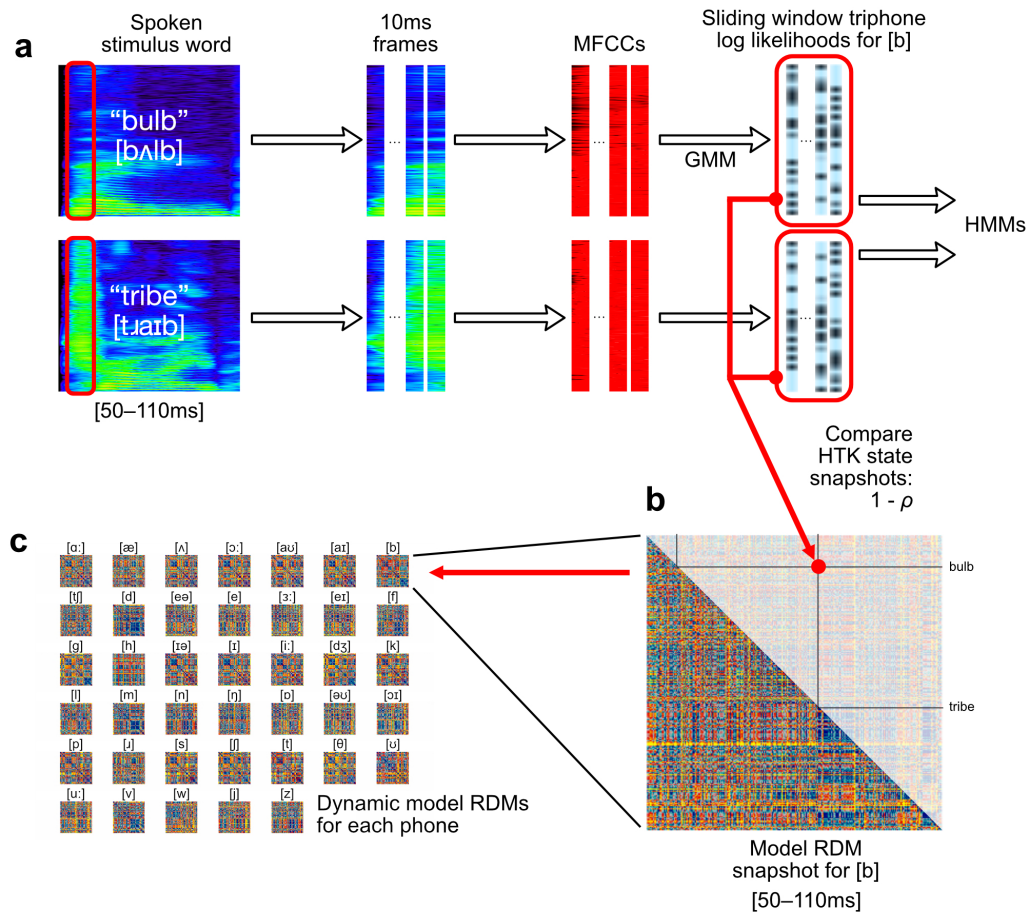 a
Spoken
stimulus word
10ms
frames
MFCCs
Sliding window triphone
log likelihoods for [b]
“bulb”
[bʌlb]
...
...
GMM
...
HMMs
“tribe”
[tɹaɪb]
...
...
...
[50–110ms]
Compare
HTK state
snapshots:
1 - ρ
b
bulb
tribe
Model RDM
snapshot for [b]
[50–110ms]
c
[ɑː] [æ] [ʌ] [ɔː] [aʊ] [aɪ] [b]
[tʃ] [d] [eə] [e] [ɜː] [eɪ] [f]
[g] [h] [ɪə] [ɪ] [iː] [dʒ] [k]
[l] [m] [n] [ŋ] [ɒ] [əʊ] [ɔɪ]
[p] [ɹ] [s] [ʃ] [t] [θ] [ʊ]
[uː] [v] [w] [j] [z]
Dynamic model RDMs
for each phone